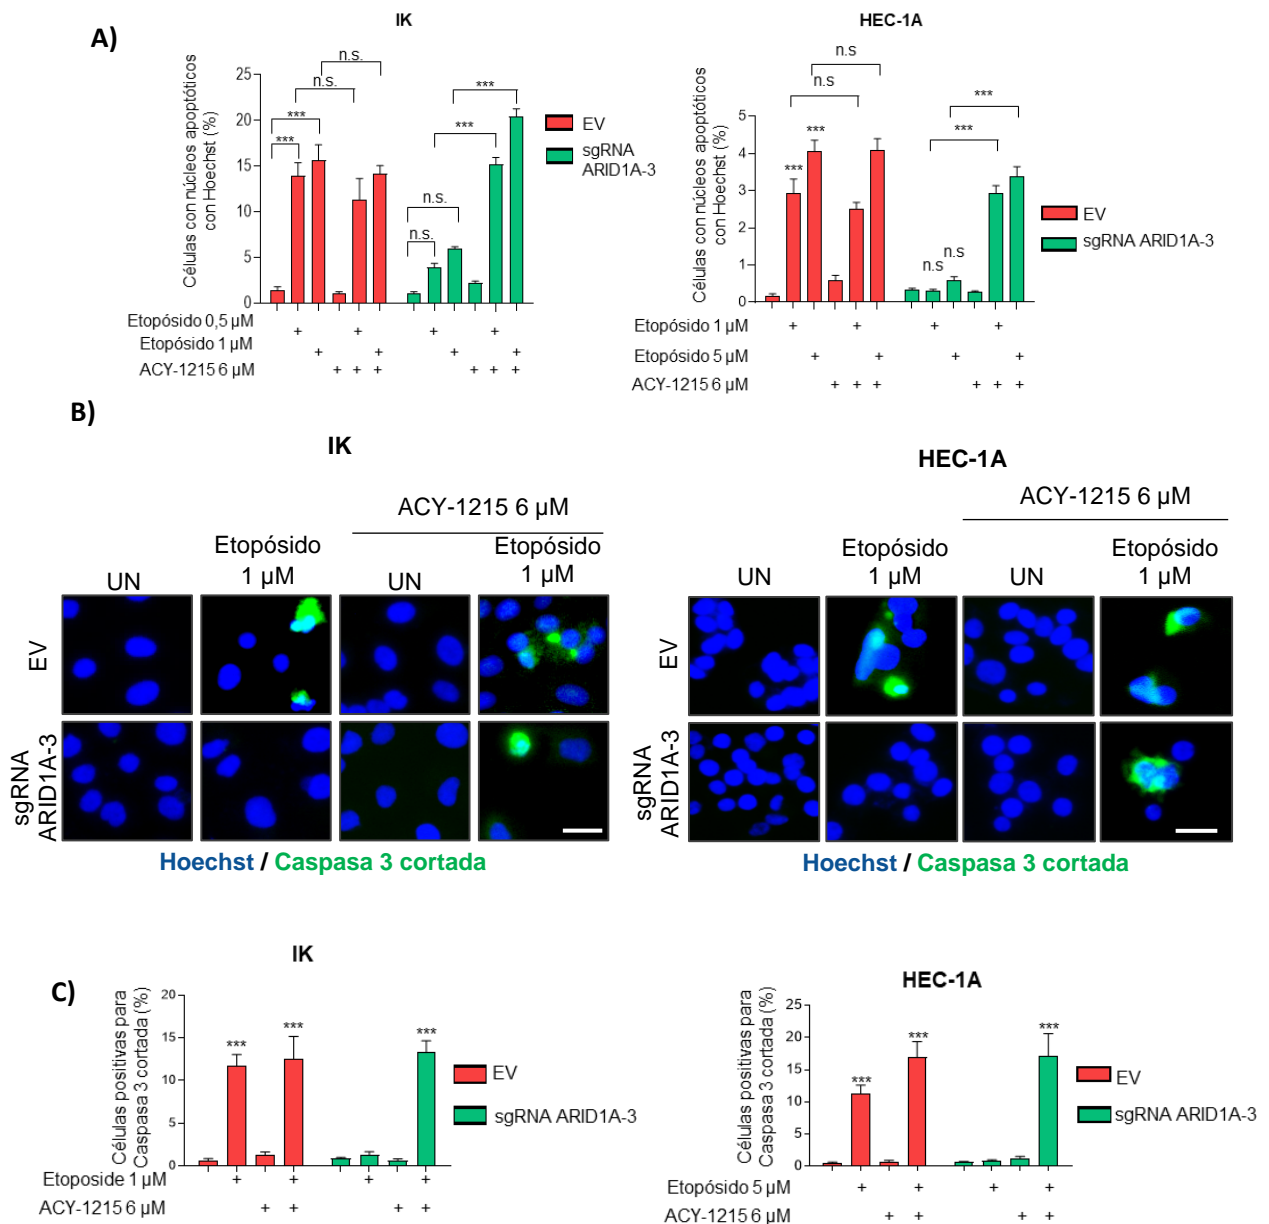 A)
IK
Células con núcleos apoptóticos
con Hoechst (%)
25
20
15
10
5
0
***
***
n.s.
n.s.
n.s.
n.s.
***
***
EV
sgRNA
ARID1A-3
Etopósido 0,5 µM + +  + +
Etopósido 1 µM + + + +
ACY-1215 6 µM + + + + + +
HEC-1A
Células con núcleos apoptóticos
con Hoechst (%)
5
4
3
2
1
0
n.s
n.s
***
***
***
***
n.s
n.s
EV
sgRNA ARID1A-3
Etopósido 1 µM + + + +
Etopósido 5 µM + + + +
ACY-1215 6 µM + + + + + +
B)
IK
ACY-1215 6 µM
Etopósido
1 µM
Etopósido
1 µM
UN
UN
EV
sgRNA
ARID1A-3
Hoechst / Caspasa 3 cortada
HEC-1A
ACY-1215 6 µM
Etopósido
1 µM
Etopósido
1 µM
UN
UN
EV
sgRNA
ARID1A-3
Hoechst / Caspasa 3 cortada
C)
IK
Células positivas para
Caspasa 3 cortada (%)
20
15
10
5
0
***
***
***
EV
sgRNA ARID1A-3
Etoposide 1 µM + + + +
ACY-1215 6 µM + + + +
HEC-1A
Células positivas para
Caspasa 3 cortada (%)
25
20
15
10
5
0
***
***
***
EV
sgRNA ARID1A-3
Etopósido 5 µM + + + +
ACY-1215 6 µM + + + +